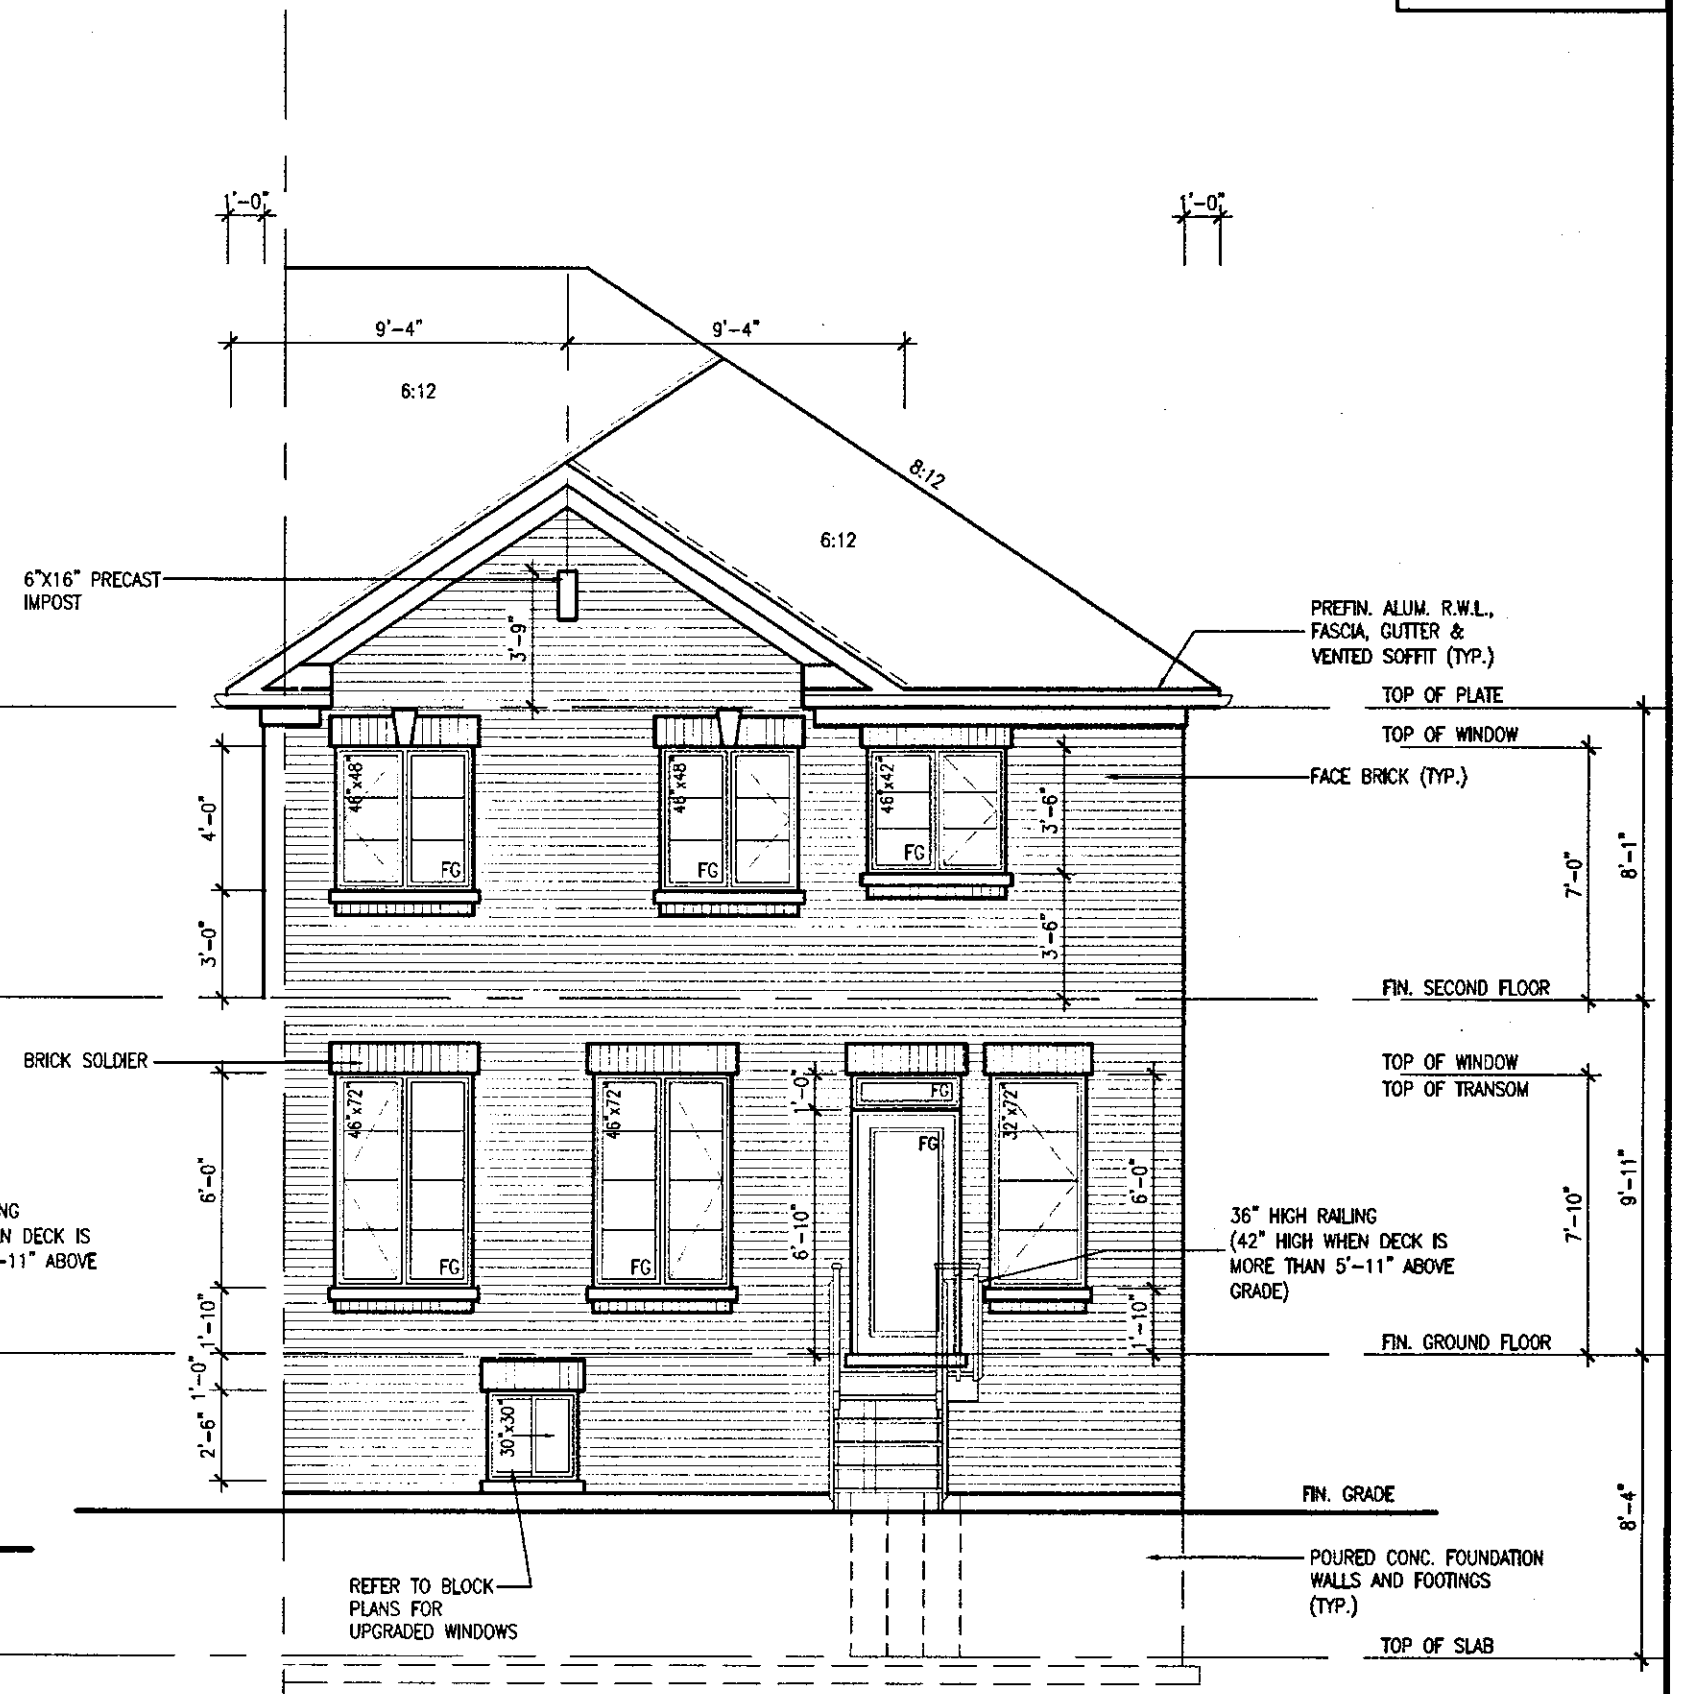 1'-0"
1'-0"
9'-4"
9'-4"
6:12
8:12
6:12
6"X16" PRECAST
IMPOST
3'-9"
PREFIN. ALUM. R.W.L.,
FASCIA, GUTTER &
VENTED SOFFIT (TYP.)
TOP OF PLATE
TOP OF WINDOW
FACE BRICK (TYP.)
46"x48"
46"x48"
46"x42"
FG
FG
FG
4'-0"
3'-0"
3'-6"
3'-6"
7'-0"
8'-1"
FIN. SECOND FLOOR
BRICK SOLDIER
TOP OF WINDOW
TOP OF TRANSOM
46"x72"
46"x72"
32"x72"
1'-0"
FG
FG
FG
FG
6'-0"
6'-10"
6'-0"
7'-10"
9'-11"
NG
N DECK IS
-11" ABOVE
36" HIGH RAILING
(42" HIGH WHEN DECK IS
MORE THAN 5'-11" ABOVE
GRADE)
1'-10"
1'-10"
FIN. GROUND FLOOR
1'-0"
2'-6"
30"x30"
FIN. GRADE
8'-4"
REFER TO BLOCK
PLANS FOR
UPGRADED WINDOWS
POURED CONC. FOUNDATION
WALLS AND FOOTINGS
(TYP.)
TOP OF SLAB